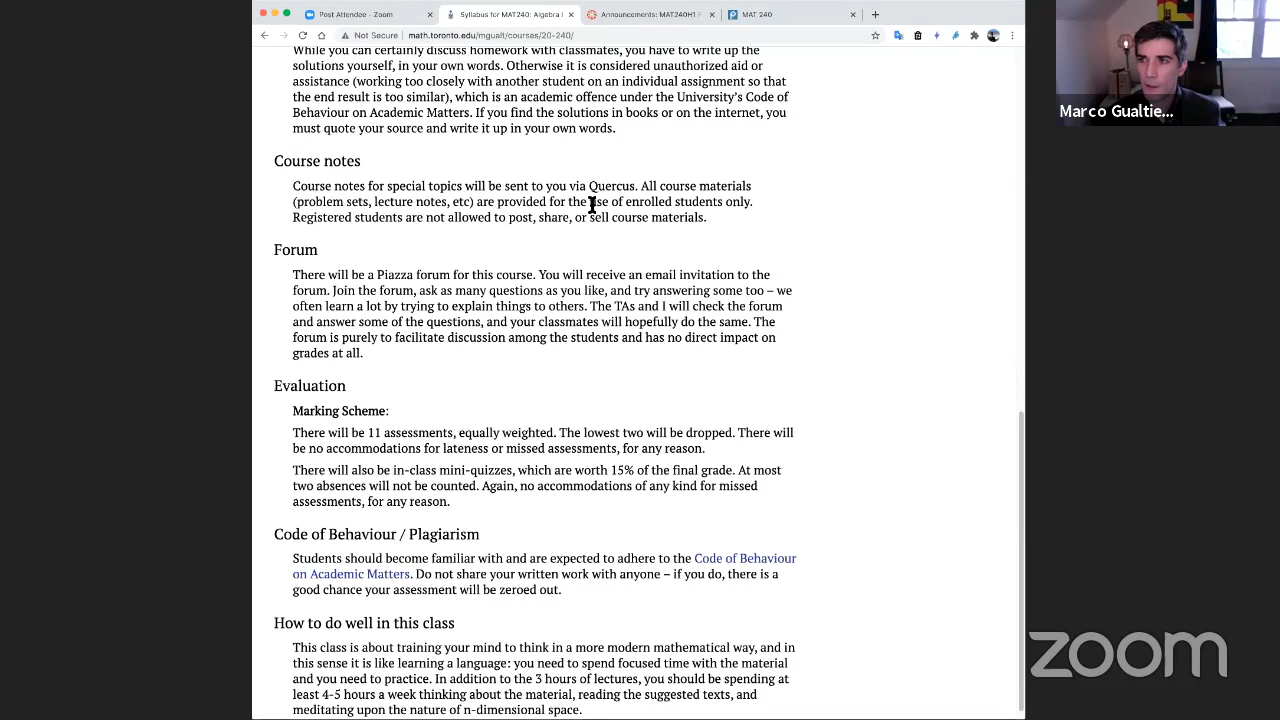 Post Attendee - Zoom
Syllabus for MAT240: Algebra I
Announcements: MAT240H1 F
MAT 240
Not Secure
math.toronto.edu/mgualt/courses/20-240/
While you can certainly discuss homework with classmates, you have to write up the
solutions yourself, in your own words. Otherwise it is considered unauthorized aid or
assistance (working too closely with another student on an individual assignment so that
the end result is too similar), which is an academic offence under the University's Code of
Behaviour on Academic Matters. If you find the solutions in books or on the internet, you
must quote your source and write it up in your own words.
Course notes
Course notes for special topics will be sent to you via Quercus. All course materials
(problem sets, lecture notes, etc) are provided for the use of enrolled students only.
Registered students are not allowed to post, share, or sell course materials.
Forum
There will be a Piazza forum for this course. You will receive an email invitation to the
forum. Join the forum, ask as many questions as you like, and try answering some too – we
often learn a lot by trying to explain things to others. The TAs and I will check the forum
and answer some of the questions, and your classmates will hopefully do the same. The
forum is purely to facilitate discussion among the students and has no direct impact on
grades at all.
Evaluation
Marking Scheme:
There will be 11 assessments, equally weighted. The lowest two will be dropped. There will
be no accommodations for lateness or missed assessments, for any reason.
There will also be in-class mini-quizzes, which are worth 15% of the final grade. At most
two absences will not be counted. Again, no accommodations of any kind for missed
assessments, for any reason.
Code of Behaviour / Plagiarism
Students should become familiar with and are expected to adhere to the Code of Behaviour
on Academic Matters. Do not share your written work with anyone – if you do, there is a
good chance your assessment will be zeroed out.
How to do well in this class
This class is about training your mind to think in a more modern mathematical way, and in
this sense it is like learning a language: you need to spend focused time with the material
and you need to practice. In addition to the 3 hours of lectures, you should be spending at
least 4-5 hours a week thinking about the material, reading the suggested texts, and
meditating upon the nature of n-dimensional space.
Marco Gualtie...
zoom